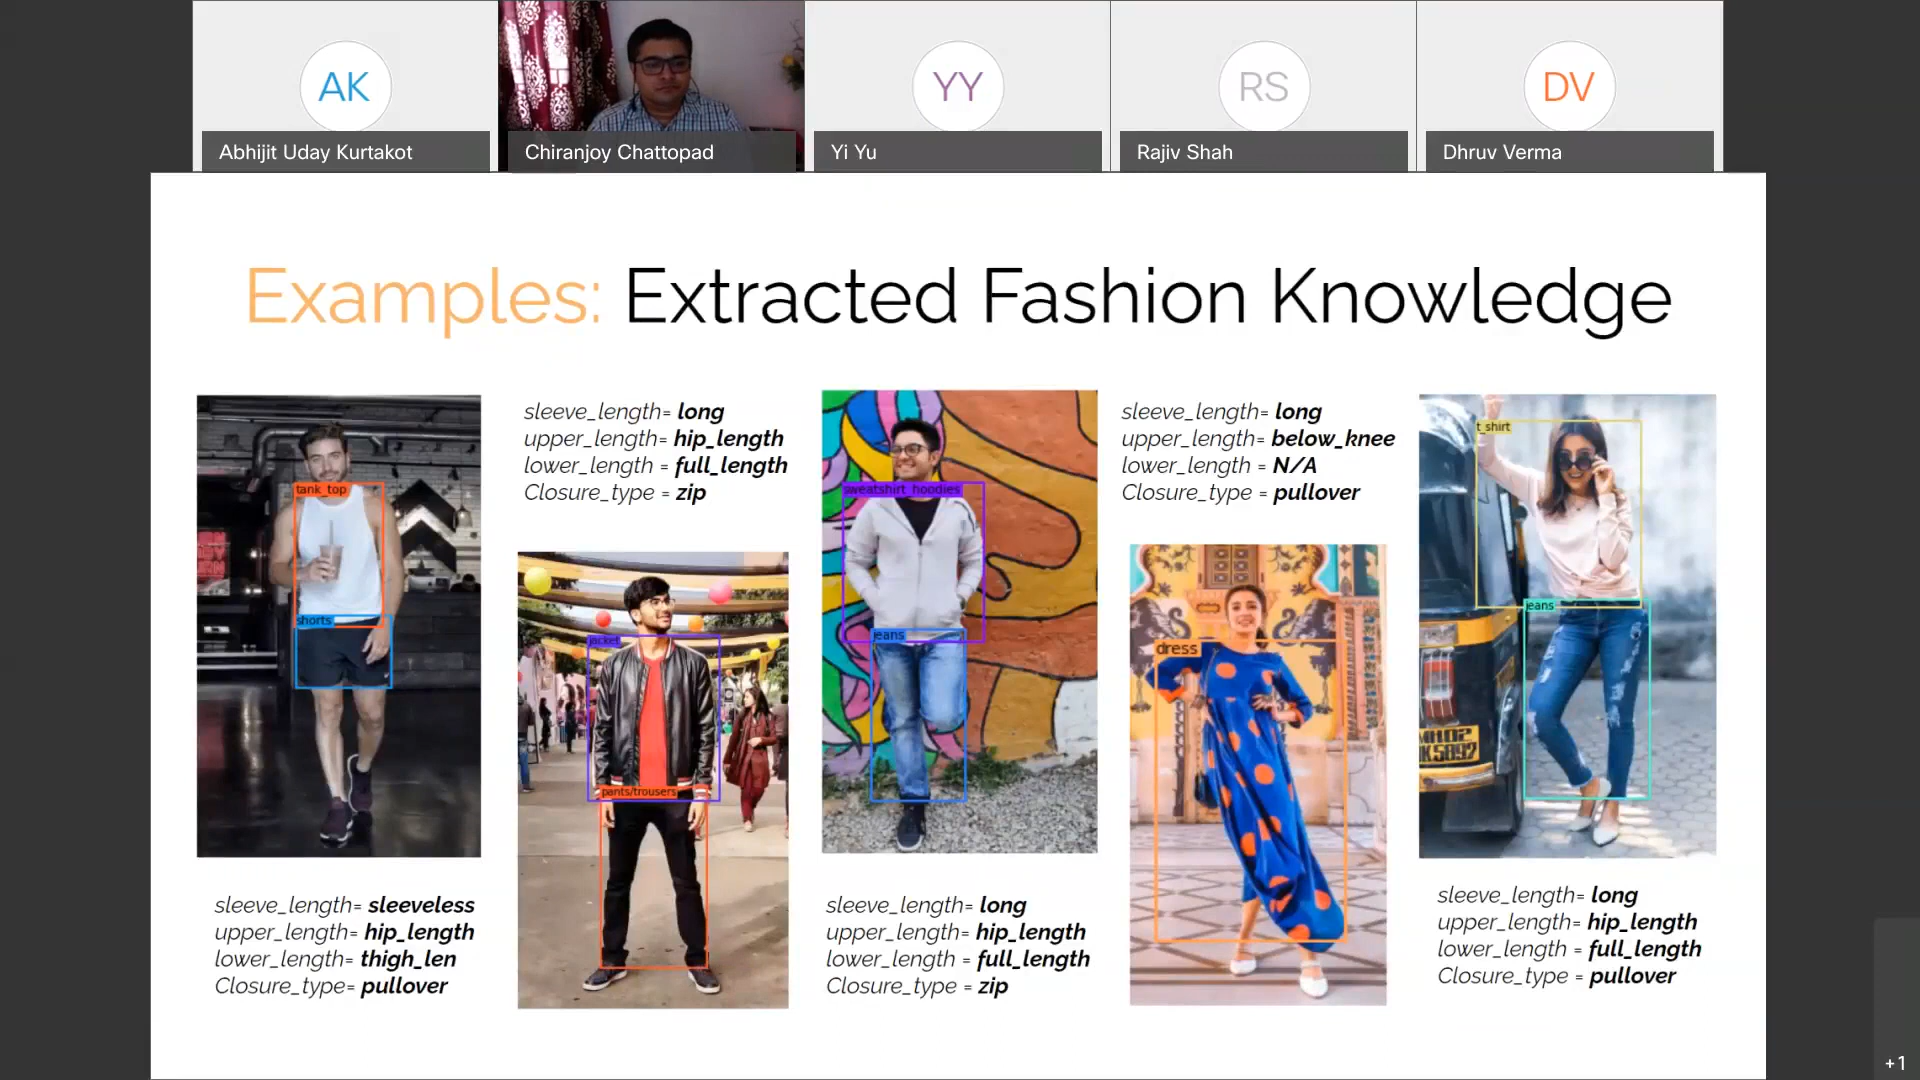 AK
YY
RS
DV
Abhijit Uday Kurtakot
Chiranjoy Chattopad
Yi Yu
Rajiv Shah
Dhruv Verma
Examples: Extracted Fashion Knowledge
tank_top
shorts
sleeve_length= sleeveless
upper_length= hip_length
lower_length= thigh_len
Closure_type= pullover
sleeve_length= long
upper_length= hip_length
lower_length = full_length
Closure_type = zip
jacket
pants/trousers
sweatshirt_hoodies
jeans
sleeve_length= long
upper_length= hip_length
lower_length = full_length
Closure_type = zip
sleeve_length= long
upper_length= below_knee
lower_length = N/A
Closure_type = pullover
dress
t_shirt
jeans
MH02
5892
sleeve_length= long
upper_length= hip_length
lower_length = full_length
Closure_type = pullover
+1